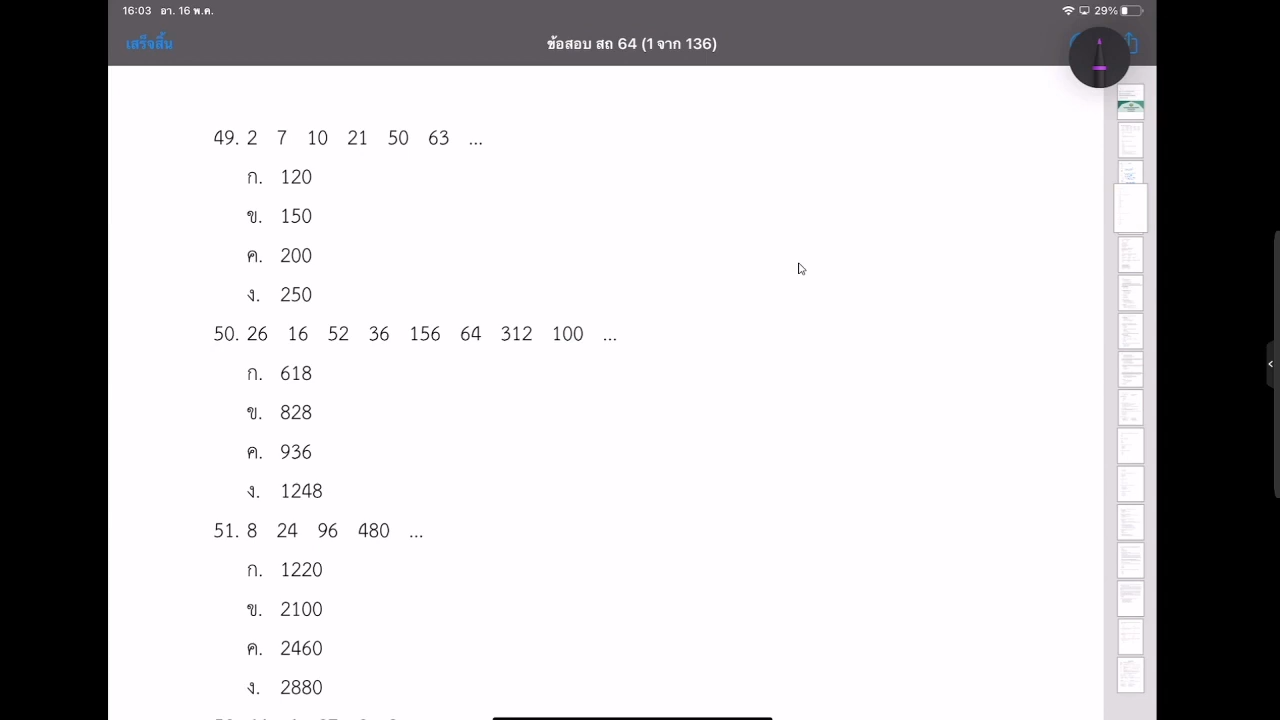 16:03 อา. 16 พ.ค. 29%
เสร็จสิ้น ข้อสอบ สถ 64 (1 จาก 136)
49. 2 7 10 21 50 63 ...
ก. 120
ข. 150
ค. 200
ง. 250
50. 26 16 52 36 156 64 312 100 ...
ก. 618
ข. 828
ค. 936
ง. 1248
51. 8 24 96 480 ...
ก. 1220
ข. 2100
ค. 2460
ง. 2880